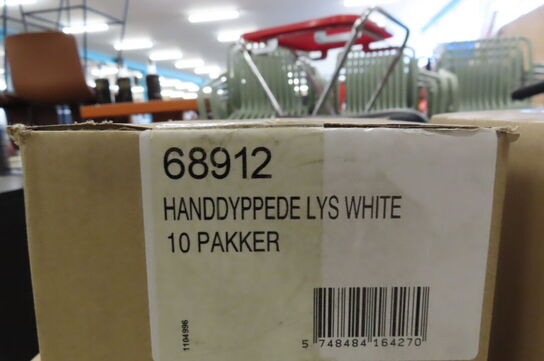 68912
HANDDYPPEDE LYS WHITE
10 PAKKER
1104996
5 748484 164270